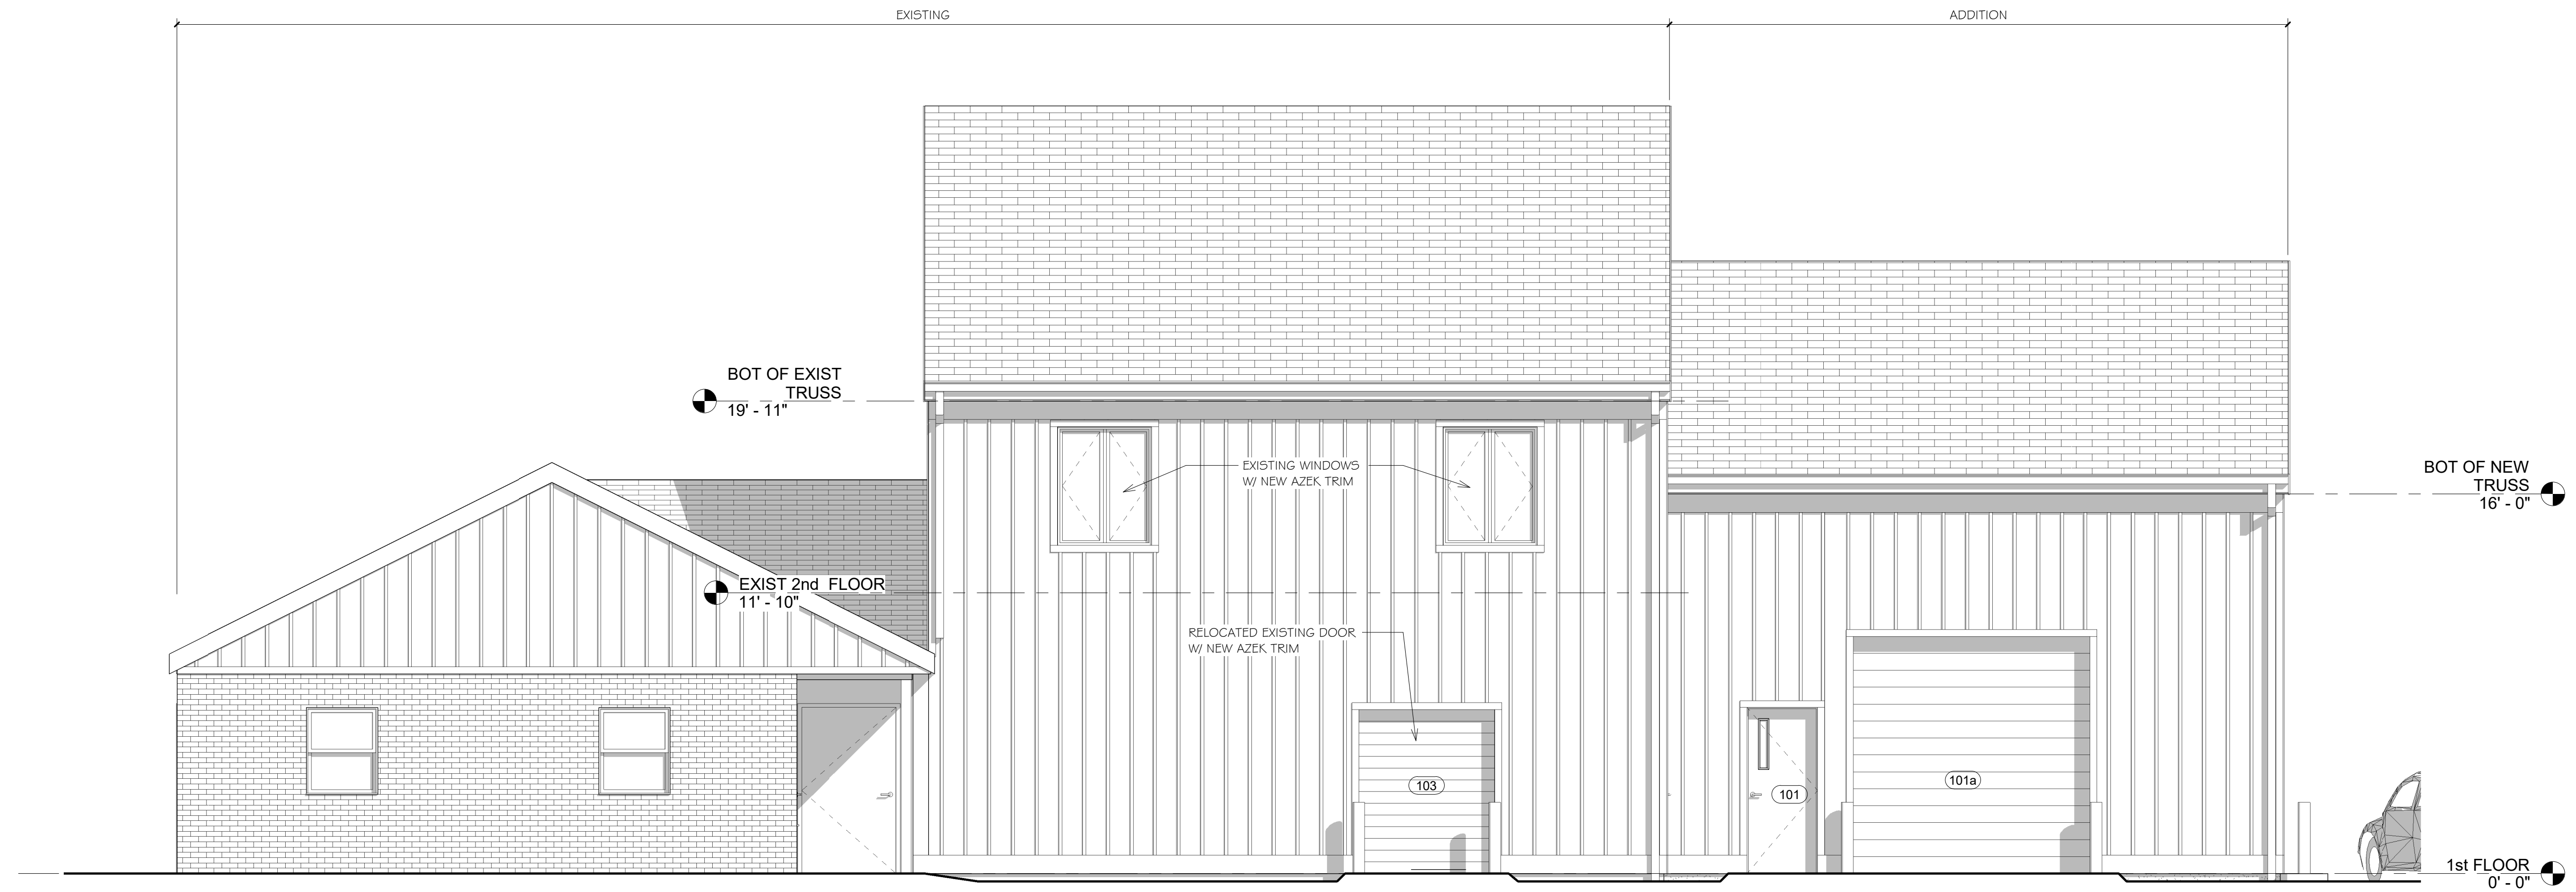 EXISTING
ADDITION
BOT OF EXIST
TRUSS
19' - 11"
EXISTING WINDOWS
W/ NEW AZEK TRIM
BOT OF NEW
TRUSS
16' - 0"
EXIST 2nd FLOOR
11' - 10"
RELOCATED EXISTING DOOR
W/ NEW AZEK TRIM
103
101
101a
1st FLOOR
0' - 0"